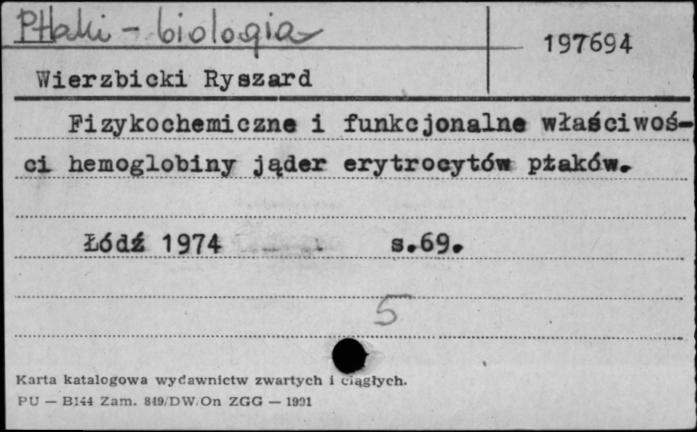 Ptaki - biologia
197694
Wierzbicki Ryszard
Fizykochemiczne i funkcjonalne właściwoś-
ci hemoglobiny jąder erytrocytów ptaków.
Łódź 1974 s.69.
5
Karta katalogowa wydawnictw zwartych i ciągłych.
PU — B144 Zam. 849/DW/On ZGG — 1991